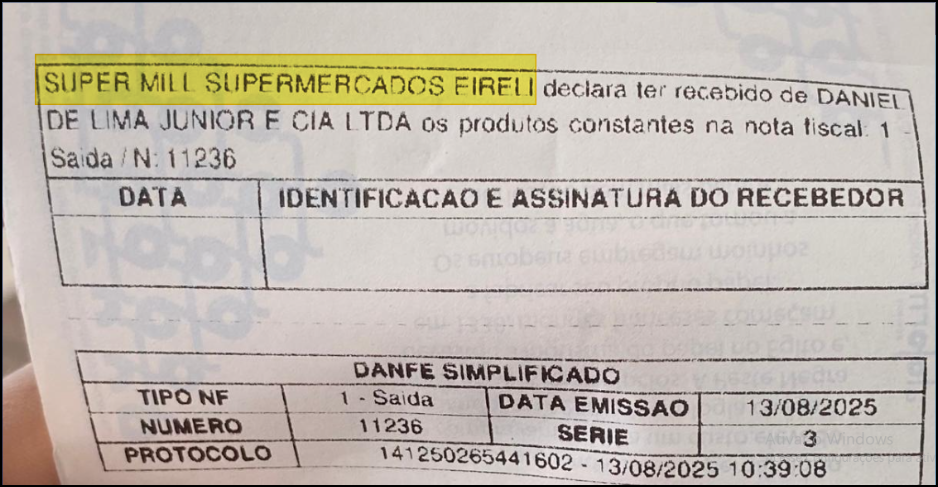 SUPER MILL SUPERMERCADOS EIRELI declara ter recebido de DANIEL
DE LIMA JUNIOR E CIA LTDA os produtos constantes na nota fiscal: 1 -
Saida / N: 11236
DATA IDENTIFICACAO E ASSINATURA DO RECEBEDOR
DANFE SIMPLIFICADO
TIPO NF 1 - Saida DATA EMISSAO 13/08/2025
NUMERO 11236 SERIE 3
PROTOCOLO 141250265441602 - 13/08/2025 10:39:08